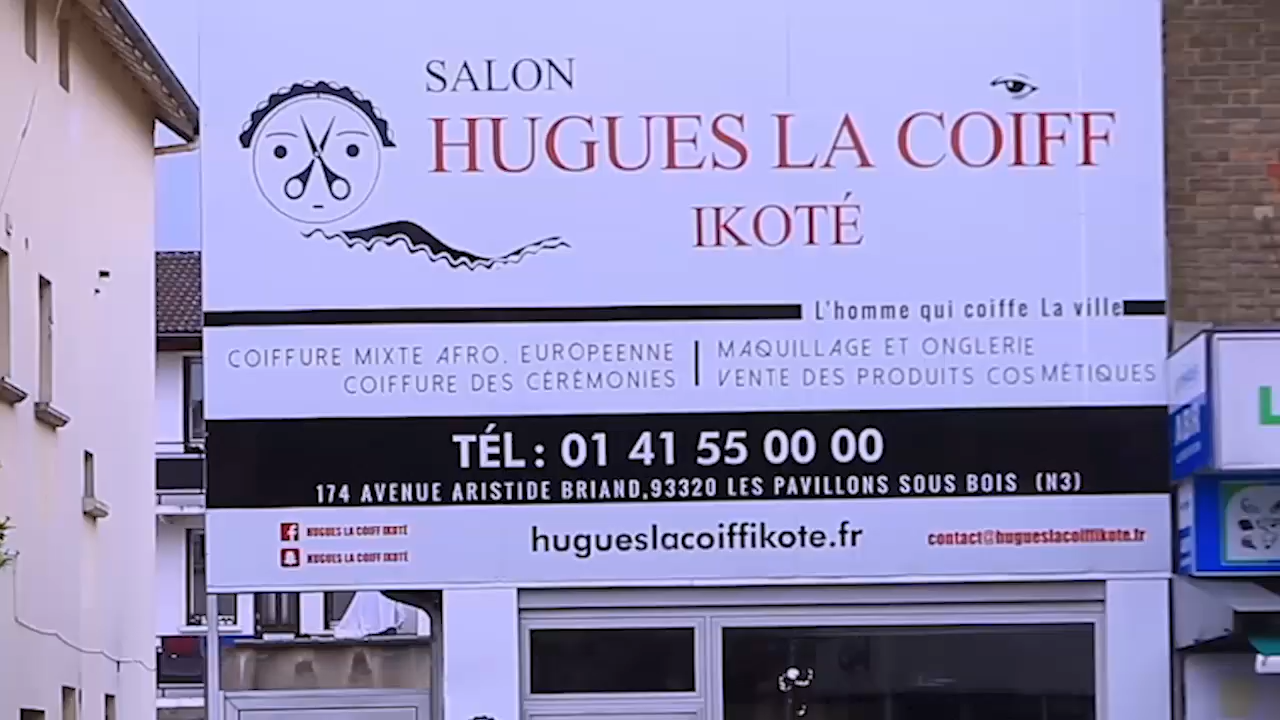 SALON
HUGUES LA COIFF
IKOTÉ
L'homme qui coiffe La ville
COIFFURE MIXTE AFRO. EUROPEENNE
COIFFURE DES CÉRÉMONIES
MAQUILLAGE ET ONGLERIE
VENTE DES PRODUITS COSMÉTIQUES
TÉL: 01 41 55 00 00
174 AVENUE ARISTIDE BRIAND,93320 LES PAVILLONS SOUS BOIS (N3)
HUGUES LA COIFF IKOTÉ
HUGUES LA COIFF IKOTÉ
hugueslacoiffikote.fr
contact@hugueslacoiffikote.fr